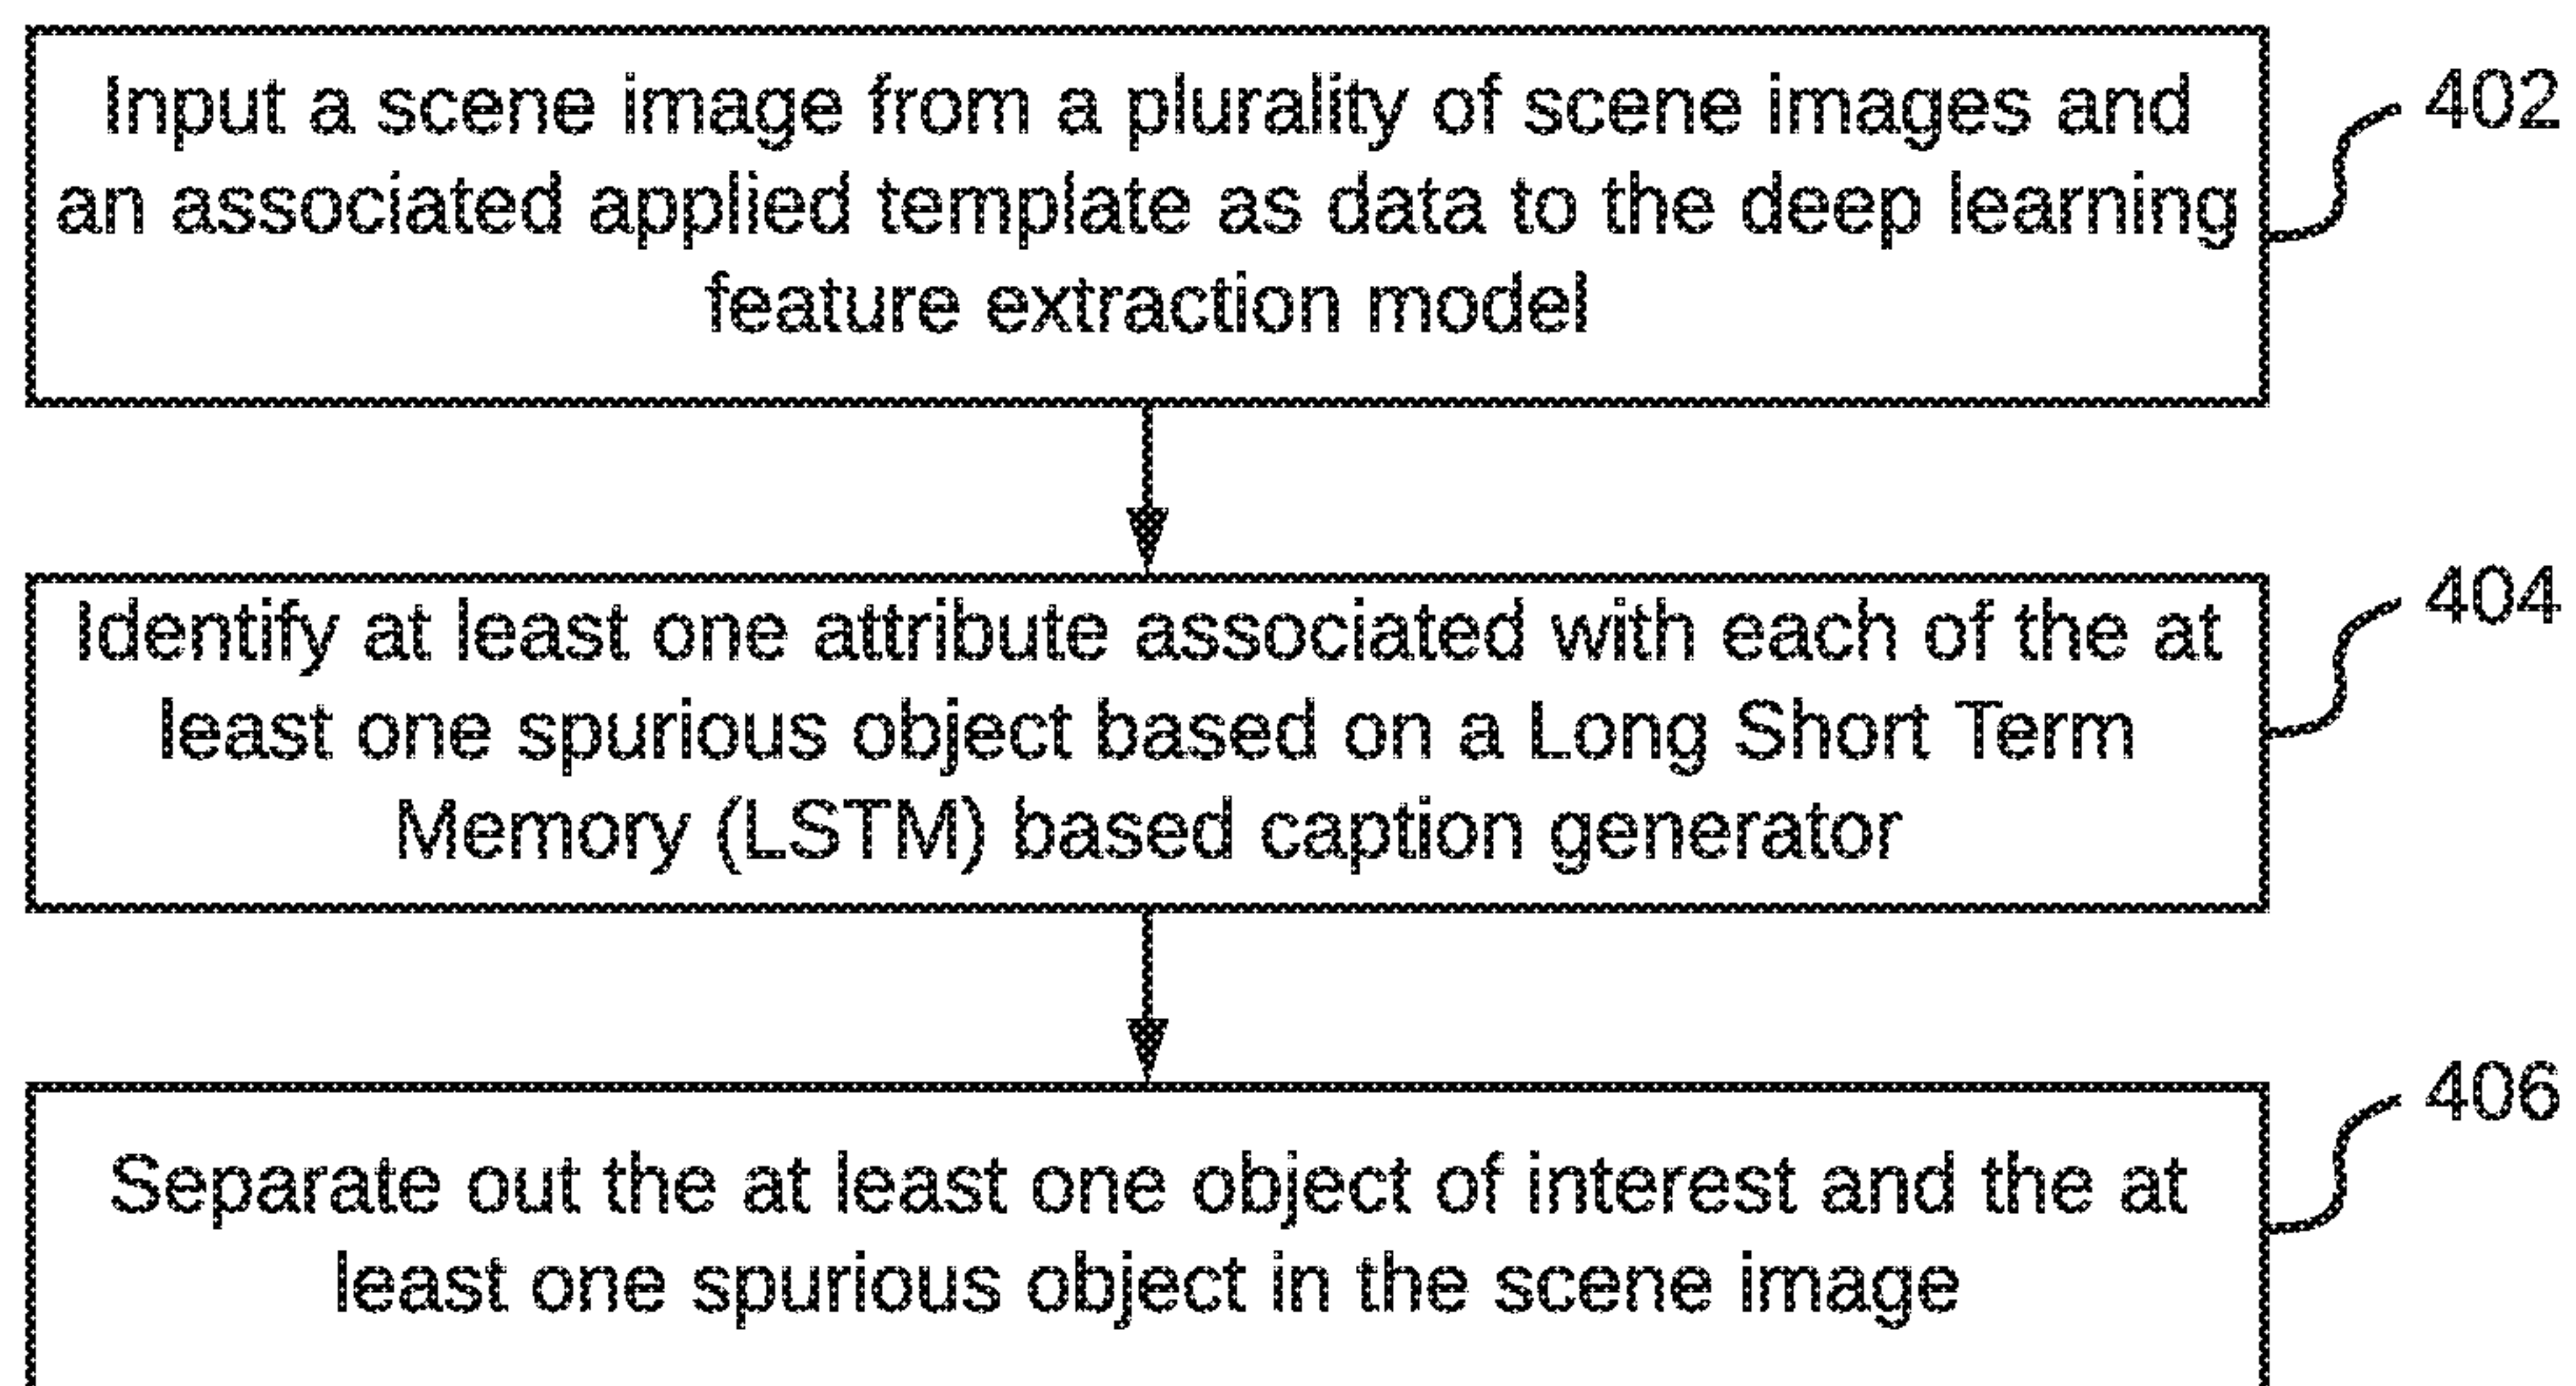 Input a scene image from a plurality of scene images and
an associated applied template as data to the deep learning
feature extraction model
402
Identify at least one attribute associated with each of the at
least one spurious object based on a Long Short Term
Memory (LSTM) based caption generator
404
Separate out the at least one object of interest and the at
least one spurious object in the scene image
406